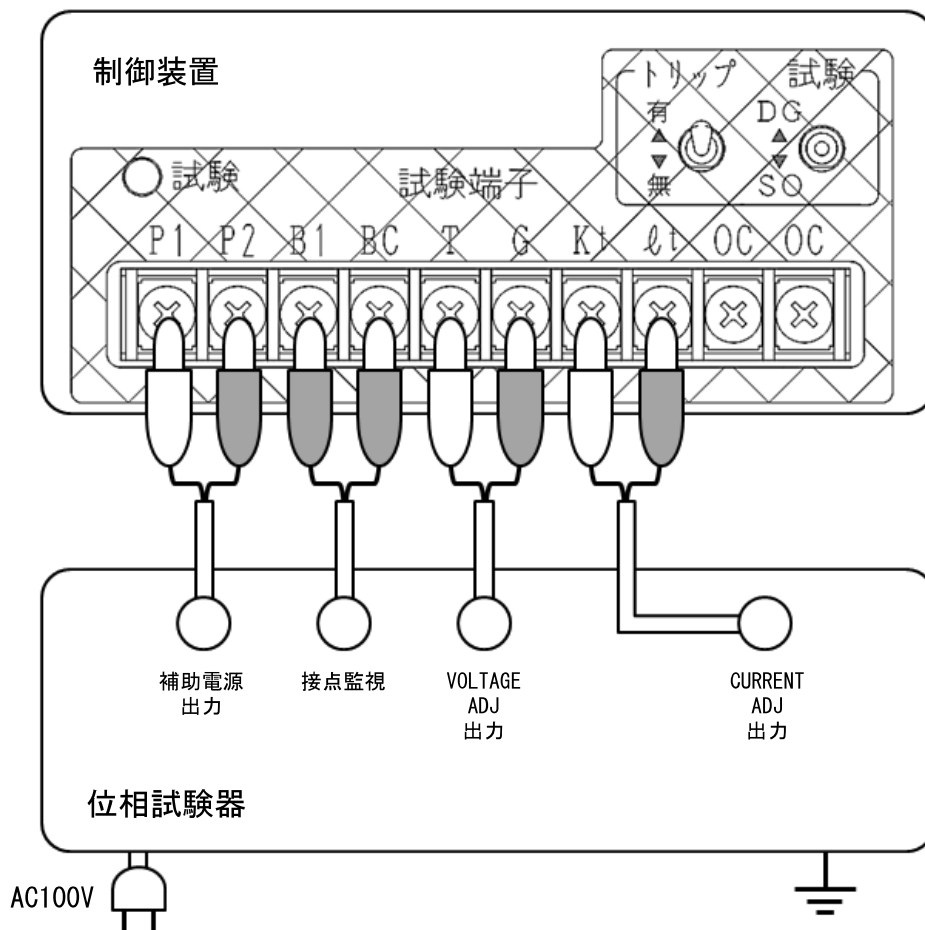 制御装置
トリップ 試験
有 DG
無 SO
試験 試験端子
P1 P2 B1 BC T G Kt ℓt OC OC
補助電源
出力
接点監視
VOLTAGE
ADJ
出力
CURRENT
ADJ
出力
位相試験器
AC100V